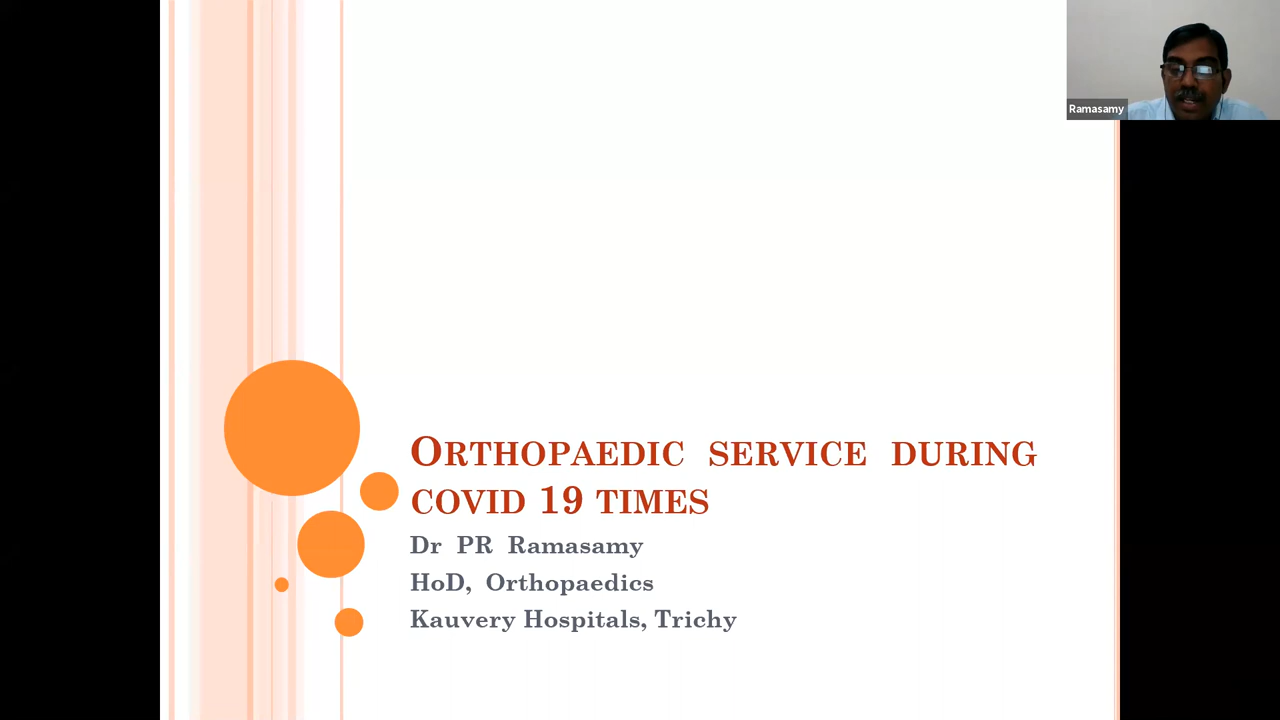 Ramasamy
Orthopaedic service during
covid 19 times
Dr PR Ramasamy
HoD, Orthopaedics
Kauvery Hospitals, Trichy